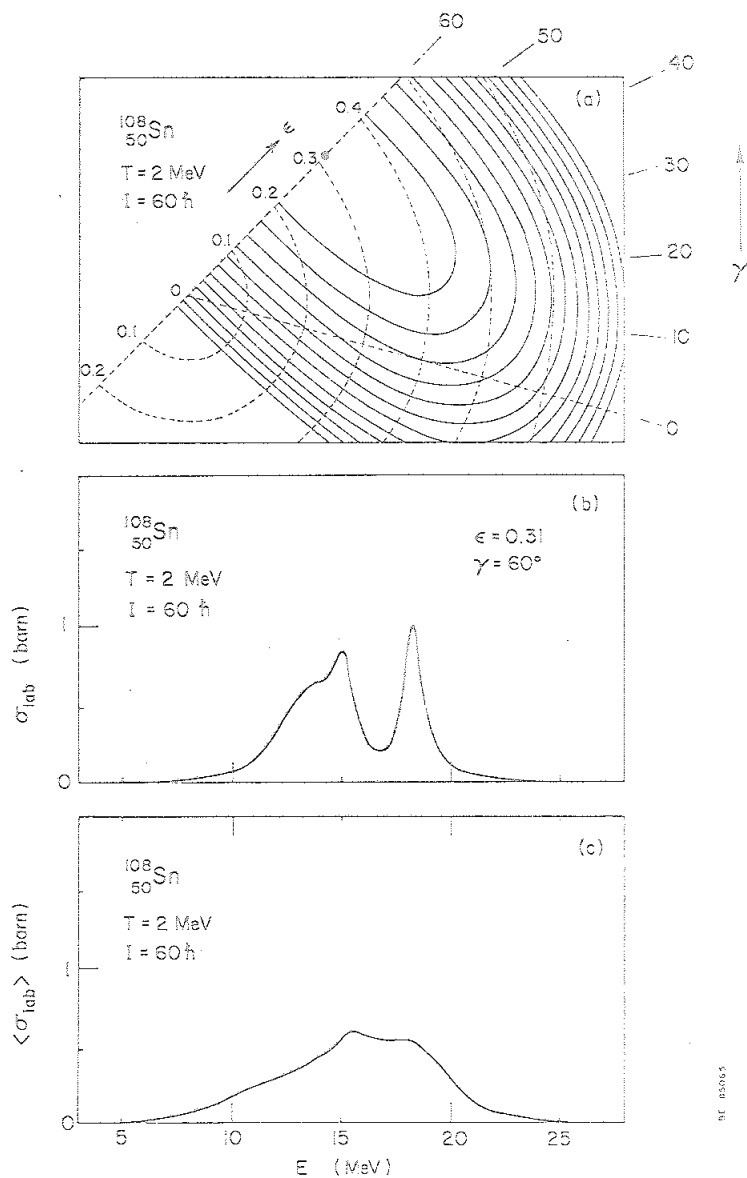 60
50
40
(a)
108
50Sn
T = 2 MeV
I = 60 ħ
ϵ
0.4
0.3
0.2
0.1
0
0.1
0.2
30
20
10
0
γ
(b)
108
50Sn
T = 2 MeV
I = 60 ħ
ϵ = 0.31
γ = 60°
σlab (barn)
1
0
(c)
108
50Sn
T = 2 MeV
I = 60ħ
<σlab> (barn)
1
0
5 10 15 20 25
E (MeV)